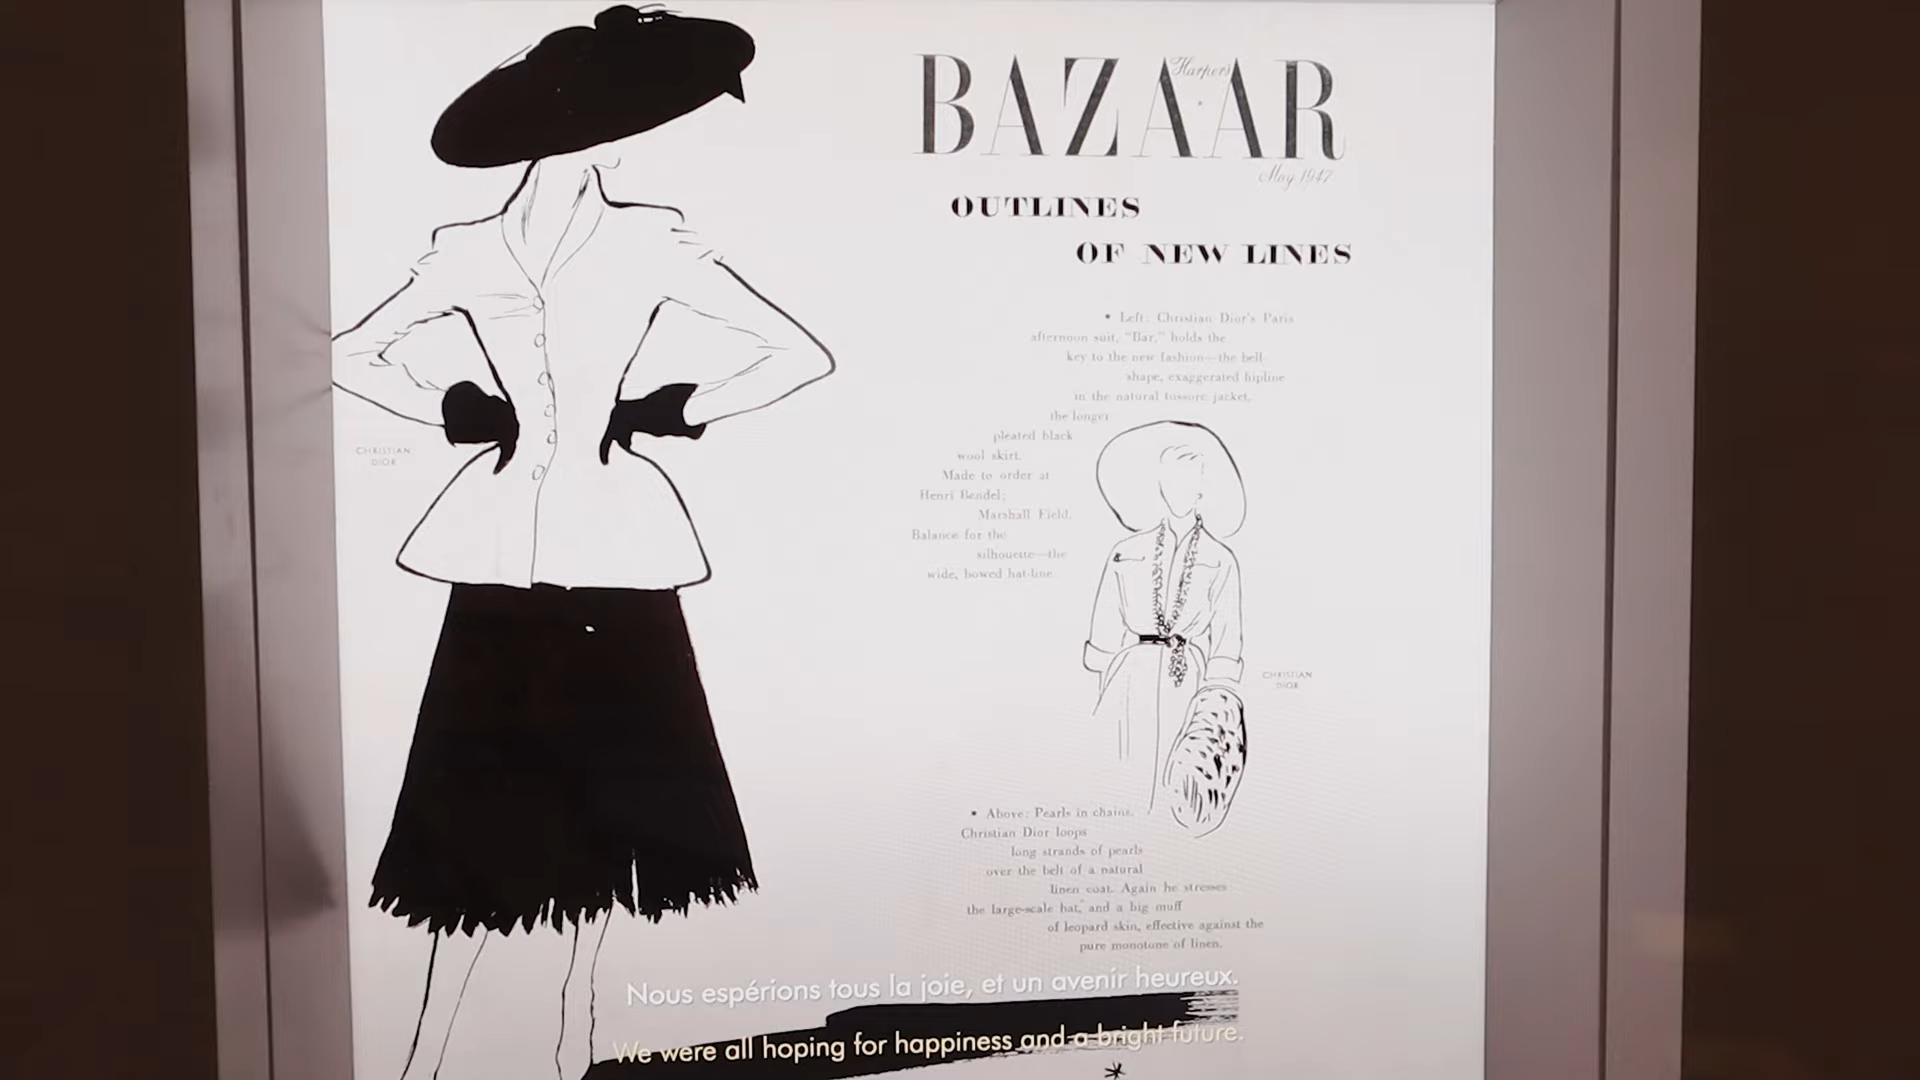 Harper's
BAZAAR
May 1947
OUTLINES
OF NEW LINES
• Left: Christian Dior's Paris
afternoon suit, "Bar," holds the
key to the new fashion—the bell-
shape, exaggerated hipline
in the natural tussore jacket,
the longer
pleated black
wool skirt.
Made to order at
Henri Bendel;
Marshall Field.
Balance for the
silhouette—the
wide, bowed hat-line.
CHRISTIAN
DIOR
CHRISTIAN
DIOR
• Above: Pearls in chains.
Christian Dior loops
long strands of pearls
over the belt of a natural
linen coat. Again he stresses
the large-scale hat, and a big muff
of leopard skin, effective against the
pure monotone of linen.
Nous espérions tous la joie, et un avenir heureux.
We were all hoping for happiness and a bright future.